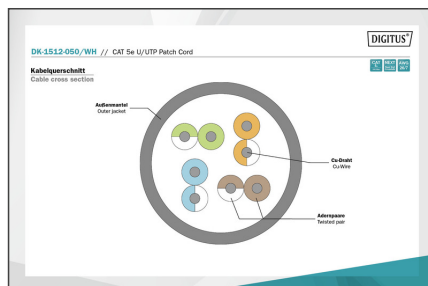 DIGITUS®
DK-1512-050/WH // CAT 5e U/UTP Patch Cord
Kabelquerschnitt
Cable cross section
Außenmantel
Outer jacket
Cu-Draht
Cu-Wire
Aderpaare
Twisted pair